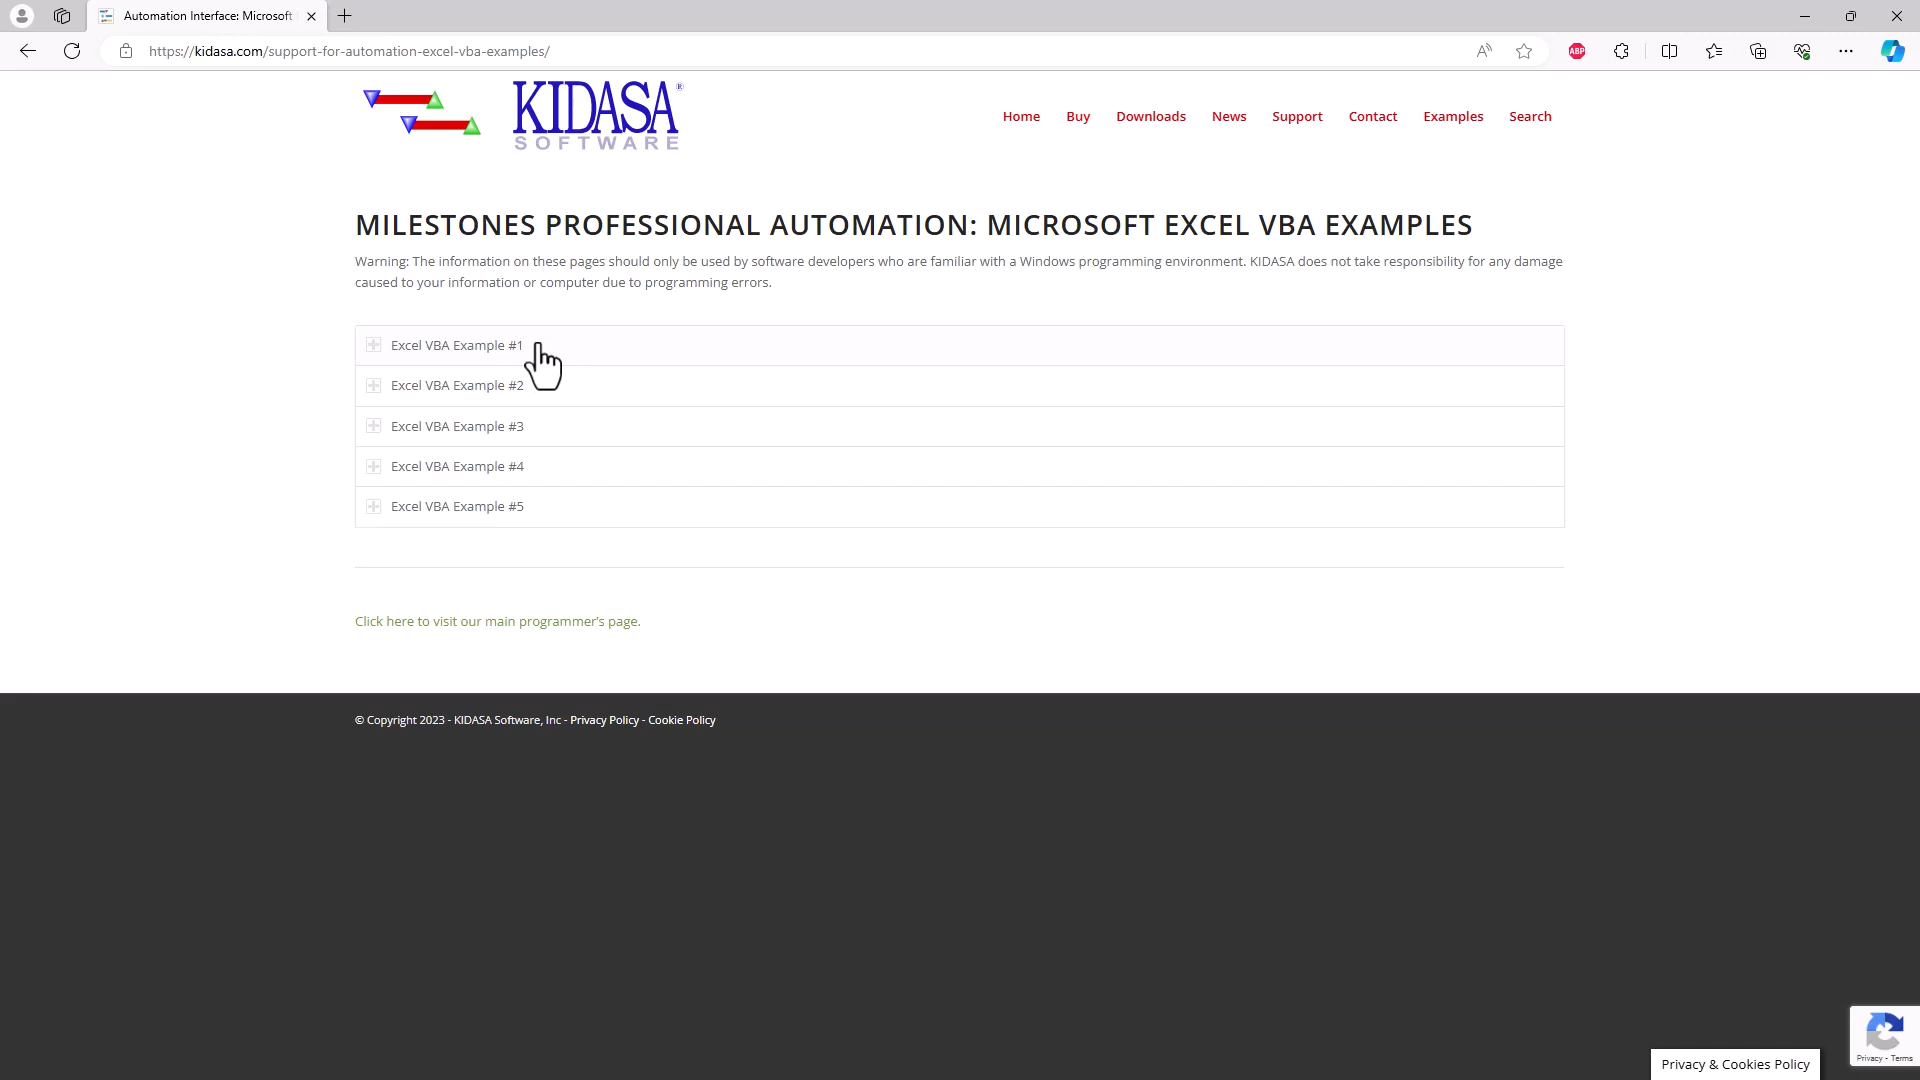 Automation Interface: Microsoft
https://kidasa.com/support-for-automation-excel-vba-examples/
ABP
KIDASA®
SOFTWARE
Home Buy Downloads News Support Contact Examples Search
MILESTONES PROFESSIONAL AUTOMATION: MICROSOFT EXCEL VBA EXAMPLES
Warning: The information on these pages should only be used by software developers who are familiar with a Windows programming environment. KIDASA does not take responsibility for any damage
caused to your information or computer due to programming errors.
Excel VBA Example #1
Excel VBA Example #2
Excel VBA Example #3
Excel VBA Example #4
Excel VBA Example #5
Click here to visit our main programmer's page.
© Copyright 2023 - KIDASA Software, Inc - Privacy Policy - Cookie Policy
Privacy - Terms
Privacy & Cookies Policy